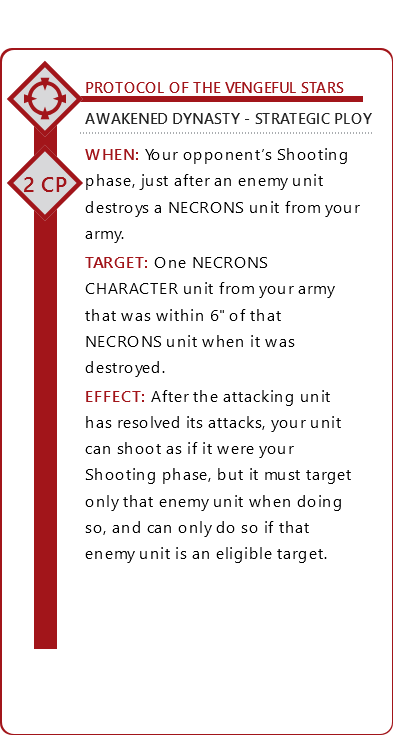 PROTOCOL OF THE VENGEFUL STARS
AWAKENED DYNASTY - STRATEGIC PLOY
2 CP
WHEN: Your opponent's Shooting
phase, just after an enemy unit
destroys a NECRONS unit from your
army.
TARGET: One NECRONS
CHARACTER unit from your army
that was within 6" of that
NECRONS unit when it was
destroyed.
EFFECT: After the attacking unit
has resolved its attacks, your unit
can shoot as if it were your
Shooting phase, but it must target
only that enemy unit when doing
so, and can only do so if that
enemy unit is an eligible target.